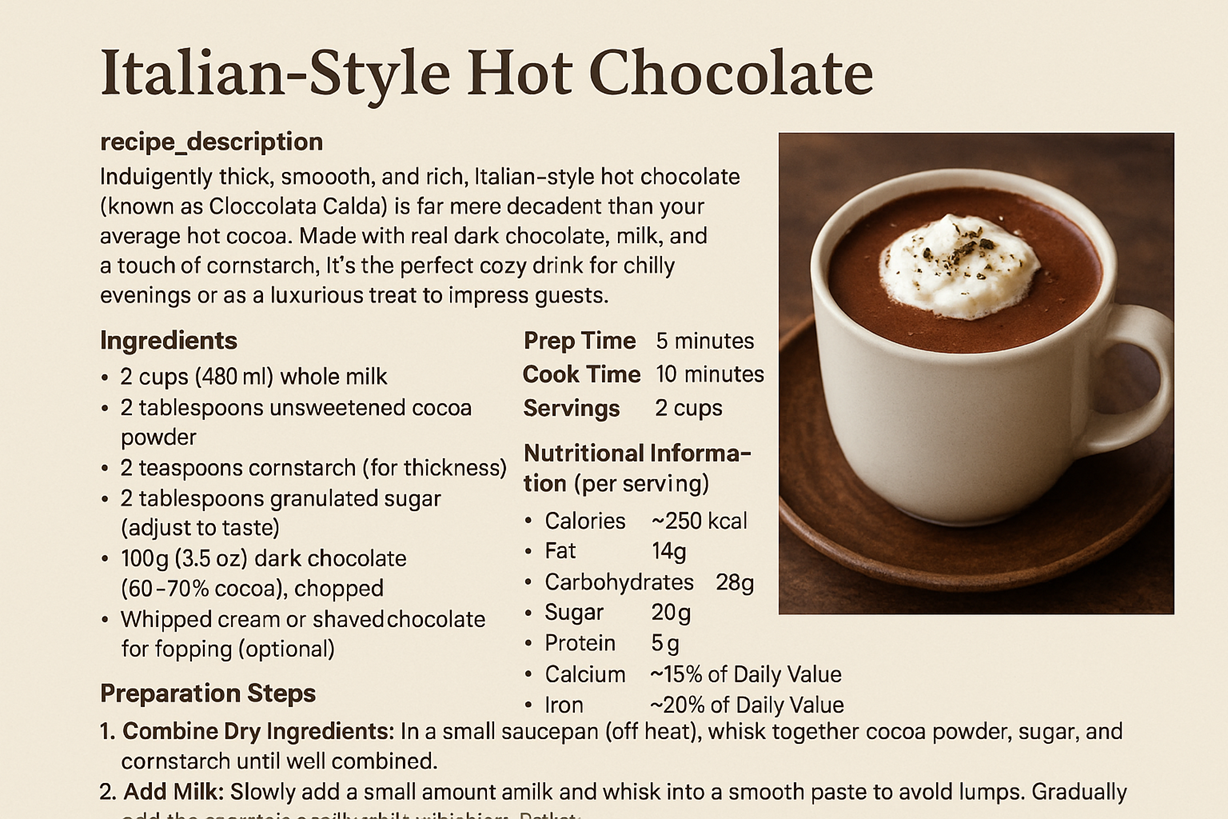 Italian-Style Hot Chocolate
recipe_description
Induigently thick, smoooth, and rich, Italian-style hot chocolate
(known as Cloccolata Calda) is far mere decadent than your
average hot cocoa. Made with real dark chocolate, milk, and
a touch of cornstarch, It's the perfect cozy drink for chilly
evenings or as a luxurious treat to impress guests.
Ingredients
• 2 cups (480 ml) whole milk
• 2 tablespoons unsweetened cocoa
powder
• 2 teaspoons cornstarch (for thickness)
• 2 tablespoons granulated sugar
(adjust to taste)
• 100g (3.5 oz) dark chocolate
(60–70% cocoa), chopped
• Whipped cream or shavedchocolate
for fopping (optional)
Prep Time 5 minutes
Cook Time 10 minutes
Servings 2 cups
Nutritional Informa-
tion (per serving)
• Calories ~250 kcal
• Fat 14g
• Carbohydrates 28g
• Sugar 20g
• Protein 5g
• Calcium ~15% of Daily Value
• Iron ~20% of Daily Value
Preparation Steps
1. Combine Dry Ingredients: In a small saucepan (off heat), whisk together cocoa powder, sugar, and
cornstarch until well combined.
2. Add Milk: Slowly add a small amount amilk and whisk into a smooth paste to avold lumps. Gradually
add the